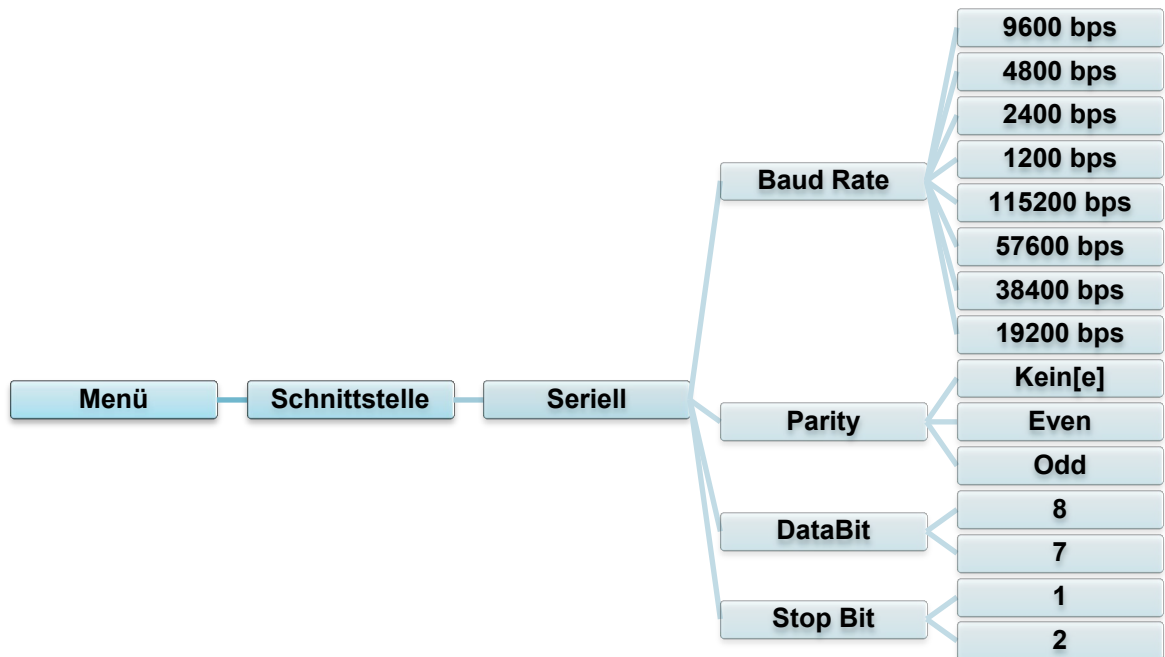 9600 bps
4800 bps
2400 bps
1200 bps
Baud Rate
115200 bps
57600 bps
38400 bps
19200 bps
Menü
Schnittstelle
Seriell
Kein[e]
Parity
Even
Odd
DataBit
8
7
Stop Bit
1
2